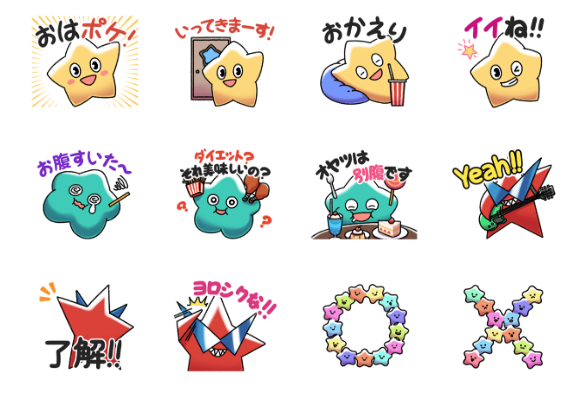 おはポケ!
いってきまーす!
おかえり
イイね!!
お腹すいた〜
ダイエット?
それ美味しいの?
オヤツは
別腹です
Yeah!!
了解!!
ヨロシクな!!